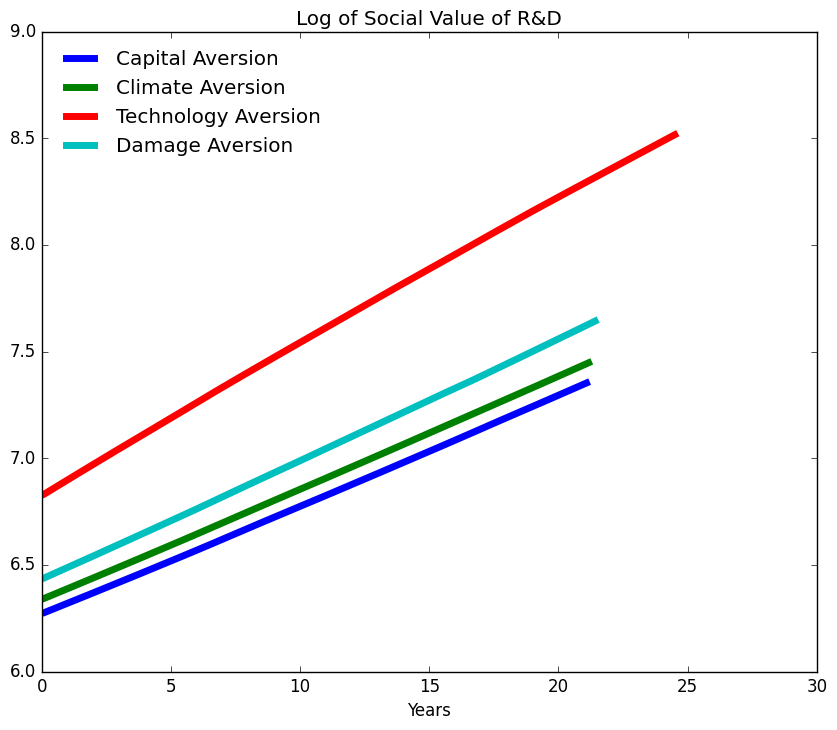 Log of Social Value of R&D
9.0
Capital Aversion
Climate Aversion
Technology Aversion
Damage Aversion
8.5
8.0
7.5
7.0
6.5
6.0
0 5 10 15 20 25 30
Years